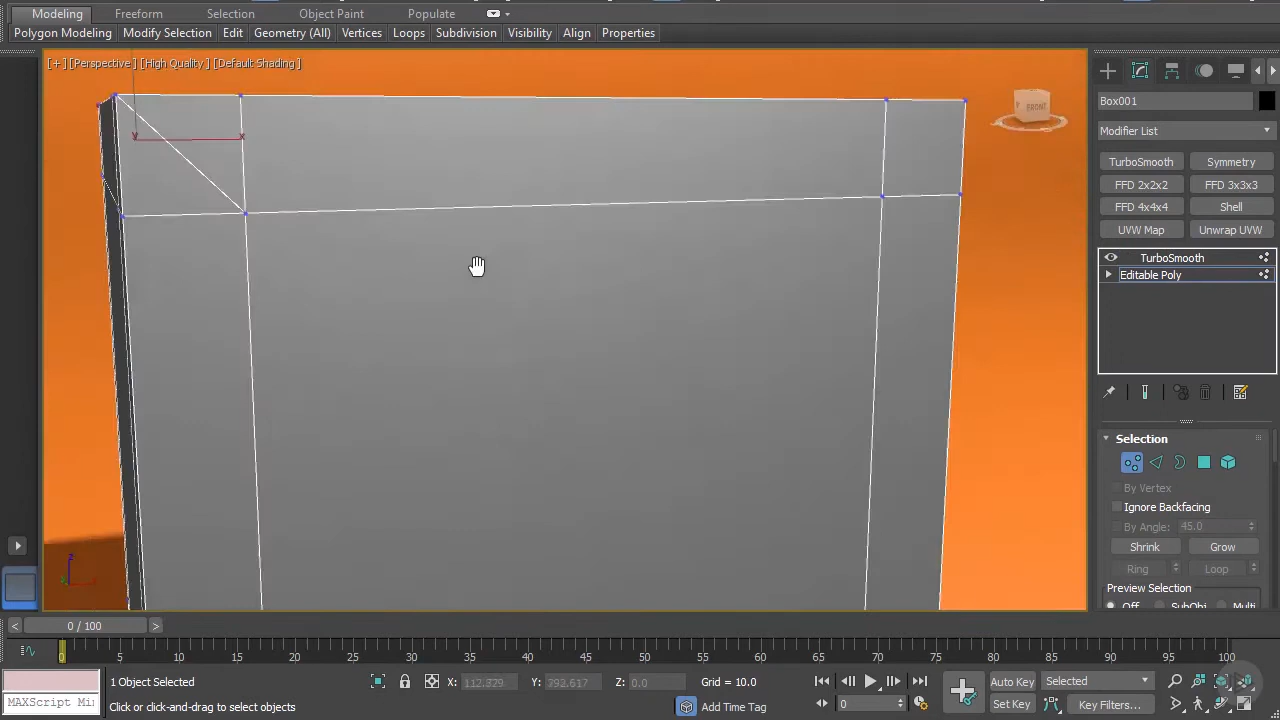 Modeling Freeform Selection Object Paint Populate
Polygon Modeling Modify Selection Edit Geometry (All) Vertices Loops Subdivision Visibility Align Properties
[+] [Perspective] [High Quality] [Default Shading]
FRONT
Box001
Modifier List
TurboSmooth Symmetry
FFD 2x2x2 FFD 3x3x3
FFD 4x4x4 Shell
UVW Map Unwrap UVW
TurboSmooth
Editable Poly
Selection
By Vertex
Ignore Backfacing
By Angle: 45.0
Shrink Grow
Ring Loop
Preview Selection
Off SubObj Multi
y x
z
< 0 / 100 >
0 5 10 15 20 25 30 35 40 45 50 55 60 65 70 75 80 85 90 95 100
1 Object Selected X: 112.829 Y: 392.617 Z: 0.0 Grid = 10.0 Auto Key Selected
MAXScript Mi Click or click-and-drag to select objects Add Time Tag 0 Set Key Key Filters...